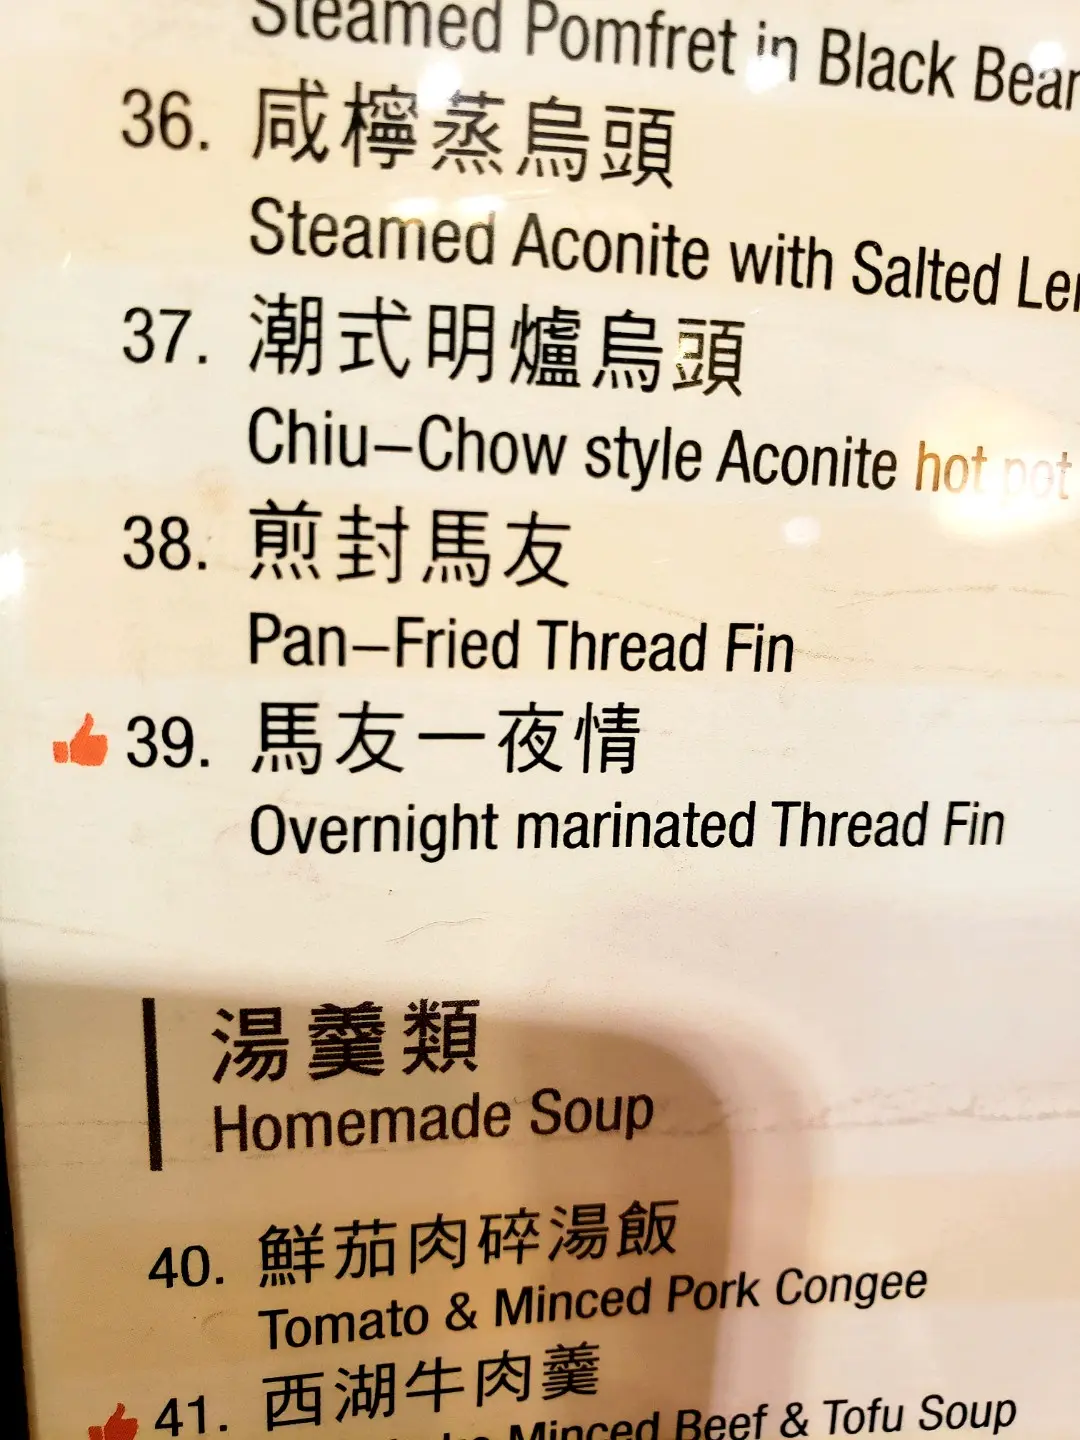 Steamed Pomfret in Black Bean
36. 咸檸蒸烏頭
Steamed Aconite with Salted
37. 潮式明爐烏頭
Chiu-Chow style Aconite hot pot
38. 煎封馬友
Pan-Fried Thread Fin
39. 馬友一夜情
Overnight marinated Thread Fin
湯羹類
Homemade Soup
40. 鮮茄肉碎湯飯
Tomato & Minced Pork Congee
41. 西湖牛肉羹
Minced Beef & Tofu Soup